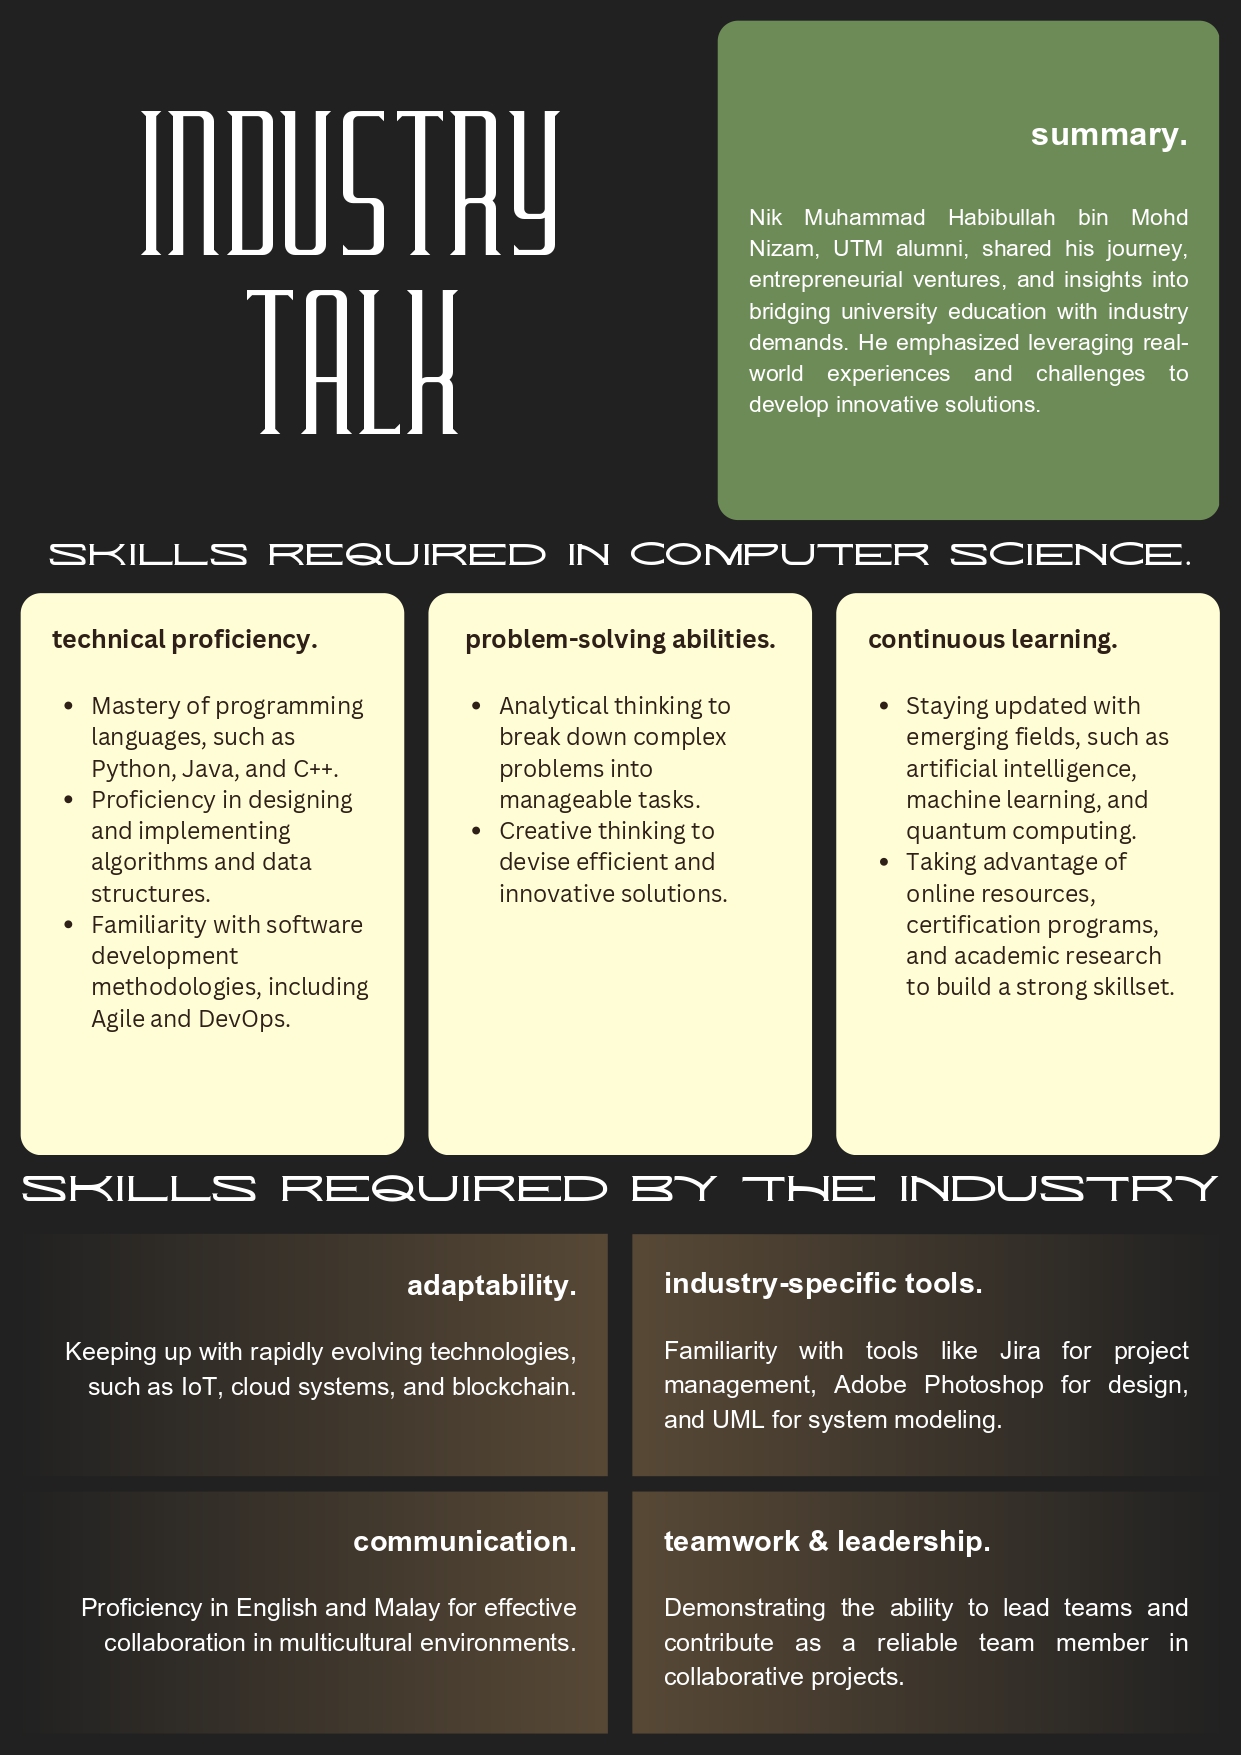 INDUSTRY
TALK
summary.
Nik Muhammad Habibullah bin Mohd
Nizam, UTM alumni, shared his journey,
entrepreneurial ventures, and insights into
bridging university education with industry
demands. He emphasized leveraging real-
world experiences and challenges to
develop innovative solutions.
SKILLS REQUIRED IN COMPUTER SCIENCE.
technical proficiency.
• Mastery of programming
languages, such as
Python, Java, and C++.
• Proficiency in designing
and implementing
algorithms and data
structures.
• Familiarity with software
development
methodologies, including
Agile and DevOps.
problem-solving abilities.
• Analytical thinking to
break down complex
problems into
manageable tasks.
• Creative thinking to
devise efficient and
innovative solutions.
continuous learning.
• Staying updated with
emerging fields, such as
artificial intelligence,
machine learning, and
quantum computing.
• Taking advantage of
online resources,
certification programs,
and academic research
to build a strong skillset.
SKILLS REQUIRED BY THE INDUSTRY
adaptability.
Keeping up with rapidly evolving technologies,
such as IoT, cloud systems, and blockchain.
industry-specific tools.
Familiarity with tools like Jira for project
management, Adobe Photoshop for design,
and UML for system modeling.
communication.
Proficiency in English and Malay for effective
collaboration in multicultural environments.
teamwork & leadership.
Demonstrating the ability to lead teams and
contribute as a reliable team member in
collaborative projects.